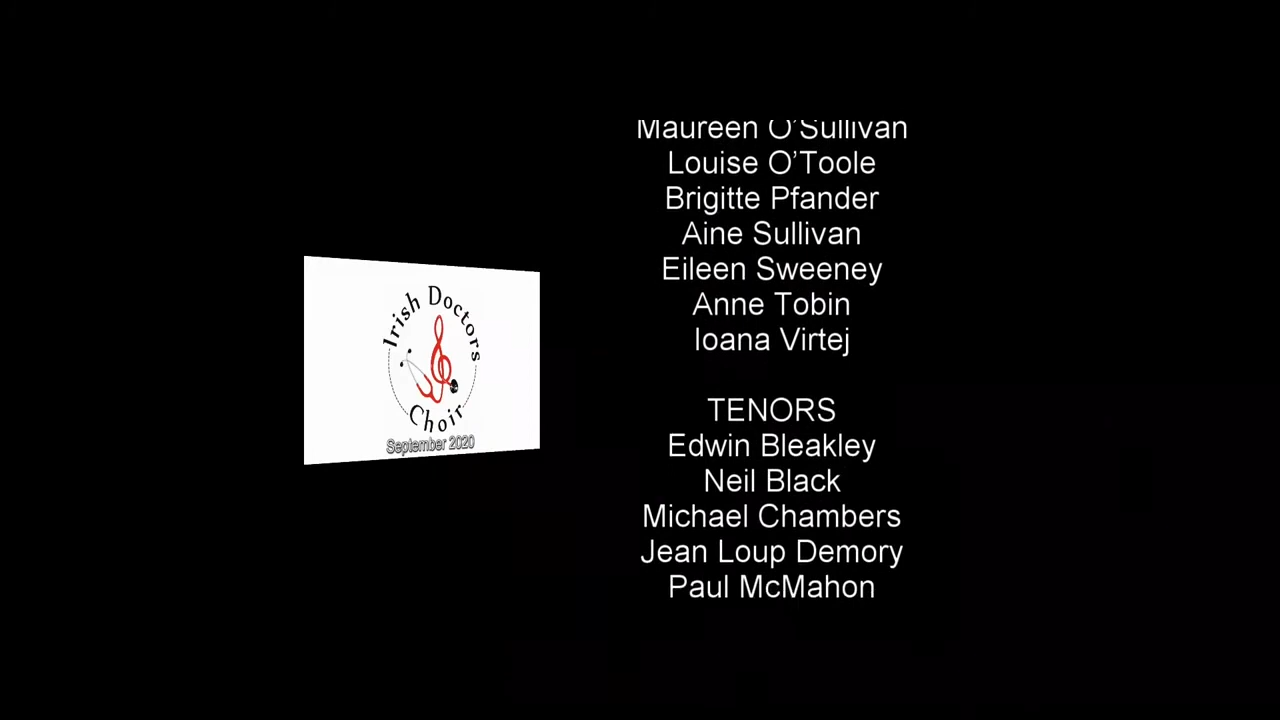 Irish Doctors
Choir
September 2020
Maureen O’Sullivan
Louise O’Toole
Brigitte Pfander
Aine Sullivan
Eileen Sweeney
Anne Tobin
Ioana Virtej
TENORS
Edwin Bleakley
Neil Black
Michael Chambers
Jean Loup Demory
Paul McMahon